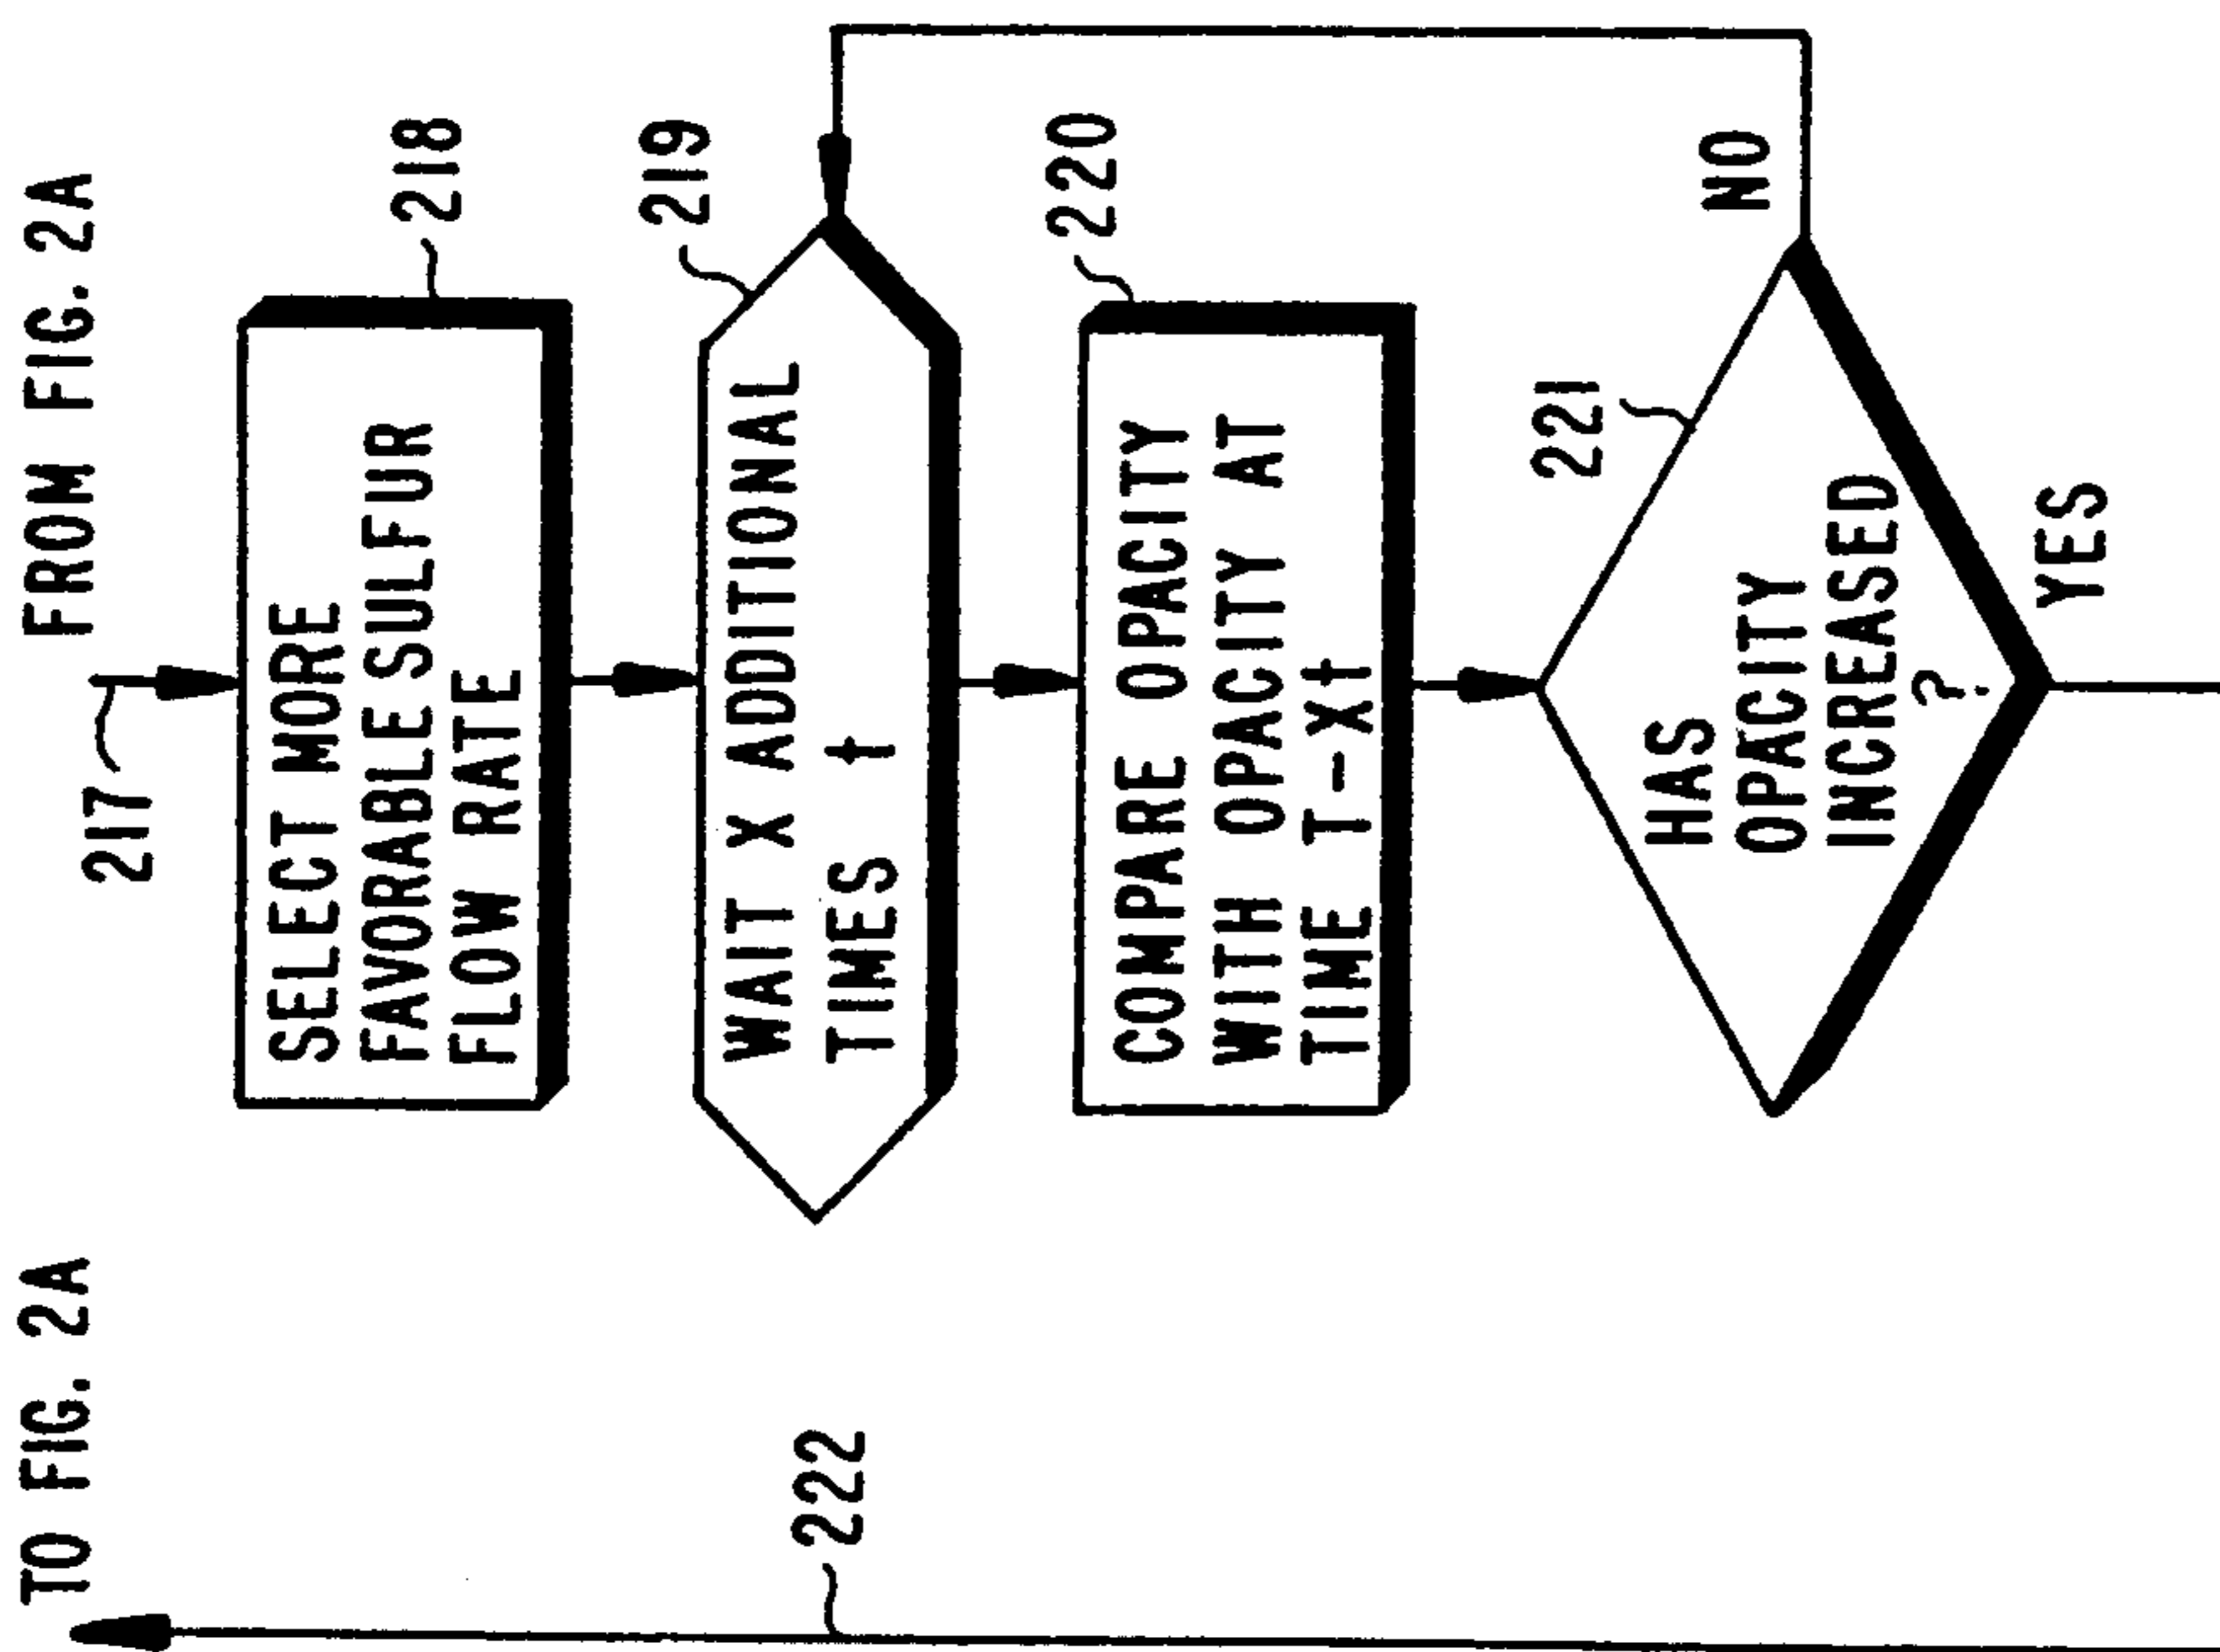 TO FIG. 2A
FROM FIG. 2A
217
SELECT MORE
FAVORABLE SULFUR
FLOW RATE
218
WAIT X ADDITIONAL
TIMES t
219
COMPARE OPACITY
WITH OPACITY AT
TIME T-Xt
220
221
HAS
OPACITY
INCREASED
?
NO
YES
222